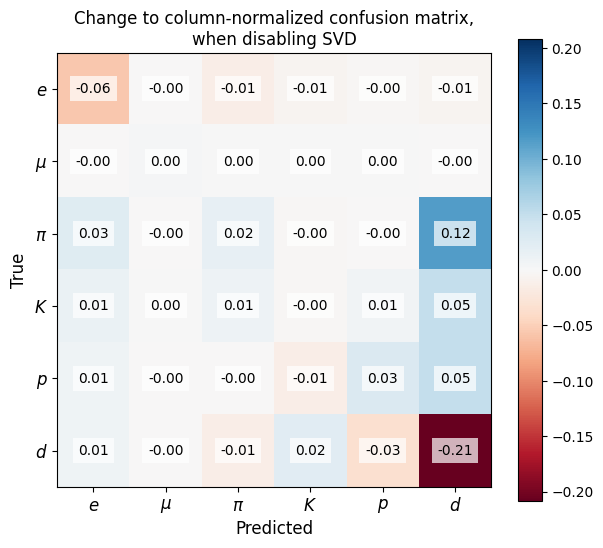 Change to column-normalized confusion matrix,
when disabling SVD
True
e -0.06 -0.00 -0.01 -0.01 -0.00 -0.01
μ -0.00 0.00 0.00 0.00 0.00 -0.00
π 0.03 -0.00 0.02 -0.00 -0.00 0.12
K 0.01 0.00 0.01 -0.00 0.01 0.05
p 0.01 -0.00 -0.00 -0.01 0.03 0.05
d 0.01 -0.00 -0.01 0.02 -0.03 -0.21
e μ π K p d
Predicted
0.20
0.15
0.10
0.05
0.00
−0.05
−0.10
−0.15
−0.20